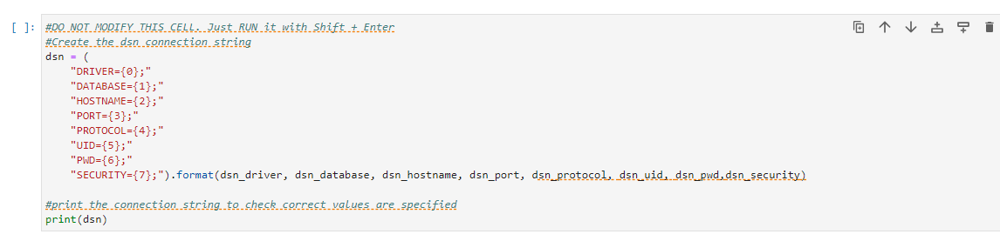 [ ]: #DO NOT MODIFY THIS CELL. Just RUN it with Shift + Enter
#Create the dsn connection string
dsn = (
"DRIVER={0};"
"DATABASE={1};"
"HOSTNAME={2};"
"PORT={3};"
"PROTOCOL={4};"
"UID={5};"
"PWD={6};"
"SECURITY={7};").format(dsn_driver, dsn_database, dsn_hostname, dsn_port, dsn_protocol, dsn_uid, dsn_pwd,dsn_security)
#print the connection string to check correct values are specified
print(dsn)